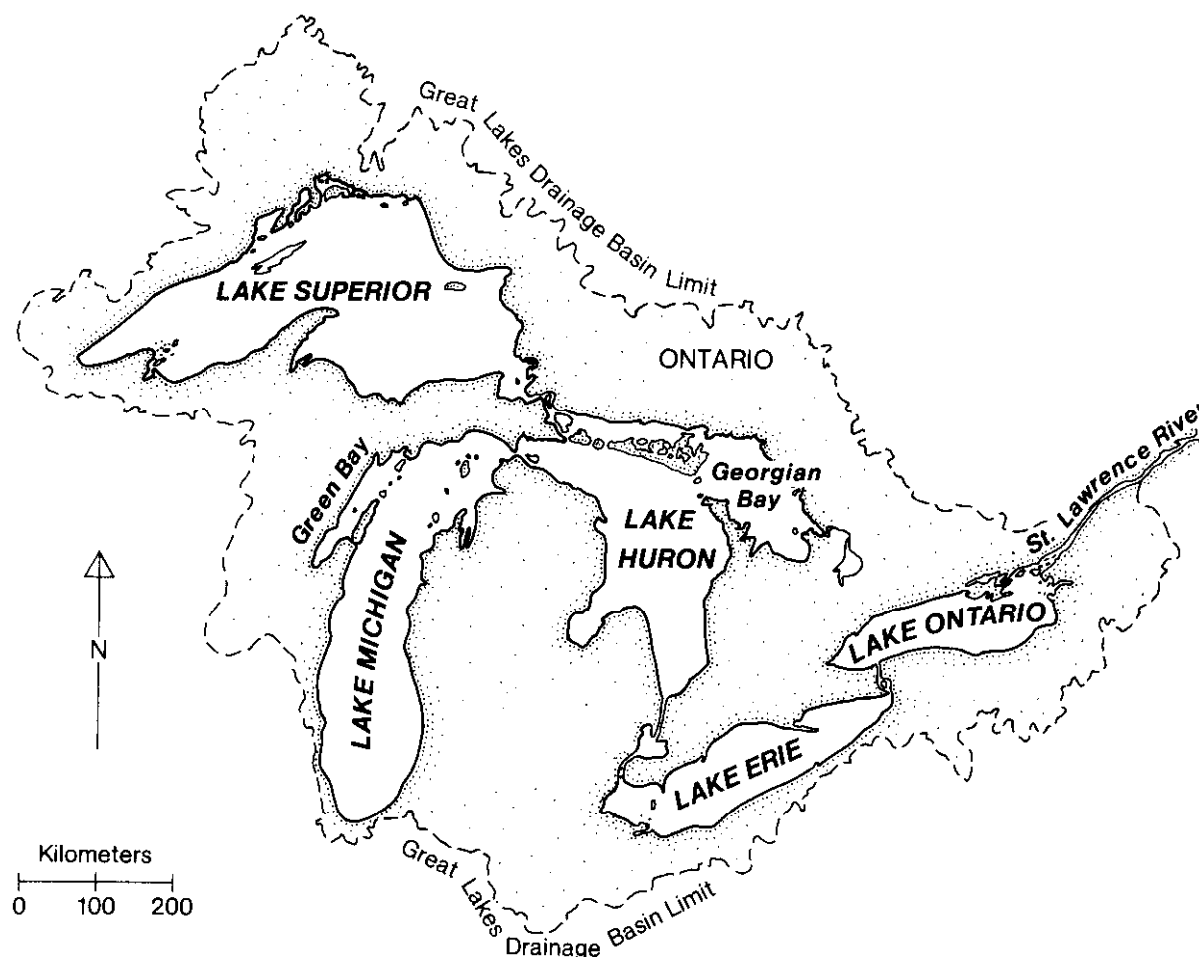 Great Lakes Drainage Basin Limit
LAKE SUPERIOR
ONTARIO
Green Bay
Georgian
Bay
St. Lawrence River
LAKE
HURON
LAKE MICHIGAN
LAKE ONTARIO
N
LAKE ERIE
Kilometers
0 100 200
Great Lakes Drainage Basin Limit